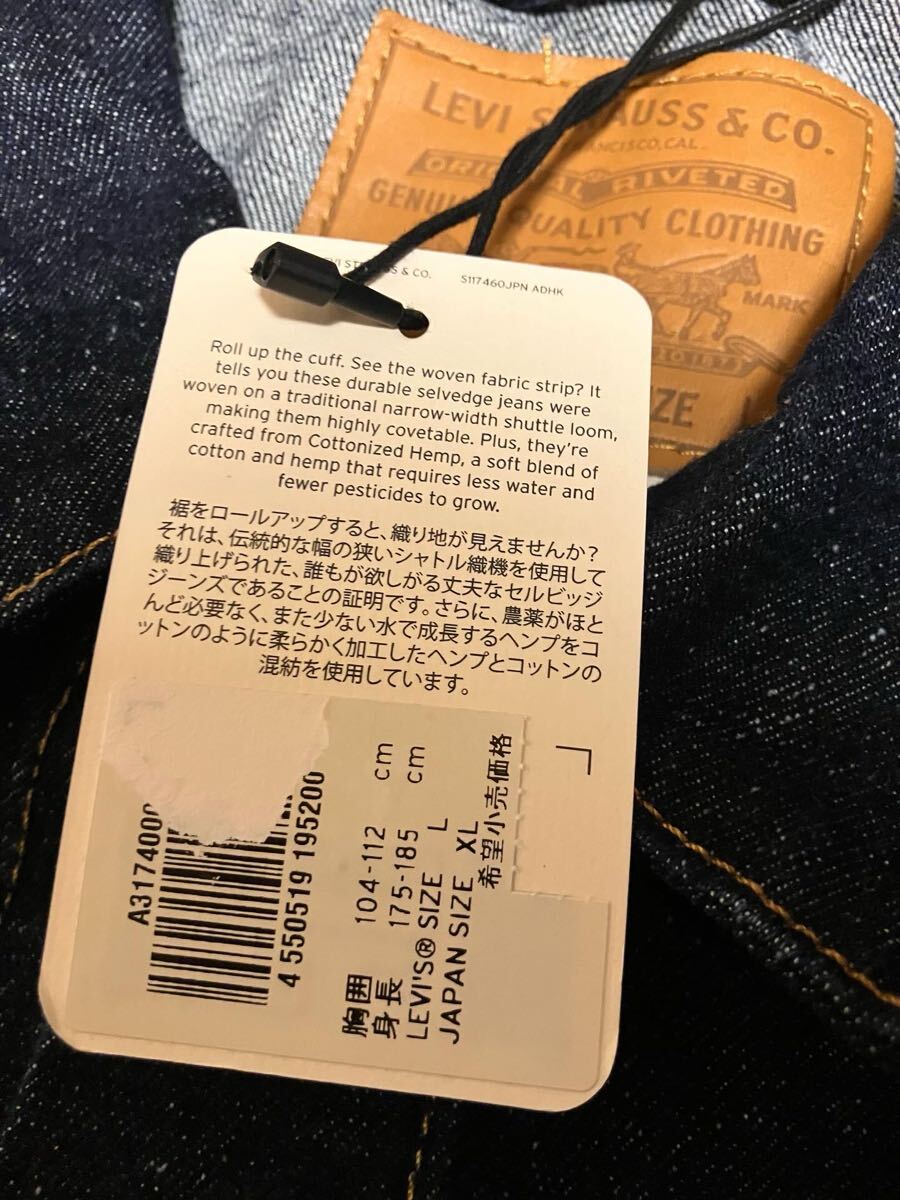 LEVI STRAUSS & CO.
ORIGINAL RIVETED
QUALITY CLOTHING
MARK
LEVI STRAUSS & CO. S117460JPN ADHK
Roll up the cuff. See the woven fabric strip? It
tells you these durable selvedge jeans were
woven on a traditional narrow-width shuttle loom,
making them highly covetable. Plus, they're
crafted from Cottonized Hemp, a soft blend of
cotton and hemp that requires less water and
fewer pesticides to grow.
裾をロールアップすると、織り地が見えませんか?
それは、伝統的な幅の狭いシャトル織機を使用して
織り上げられた、誰もが欲しがる丈夫なセルビッジ
ジーンズであることの証明です。さらに、農薬がほと
んど必要なく、また少ない水で成長するヘンプをコ
ットンのように柔らかく加工したヘンプとコットンの
混紡を使用しています。
A3174000
4 550519 195200
胸囲 104-112 cm
身長 175-185 cm
LEVI'S® SIZE L
JAPAN SIZE XL
希望小売価格